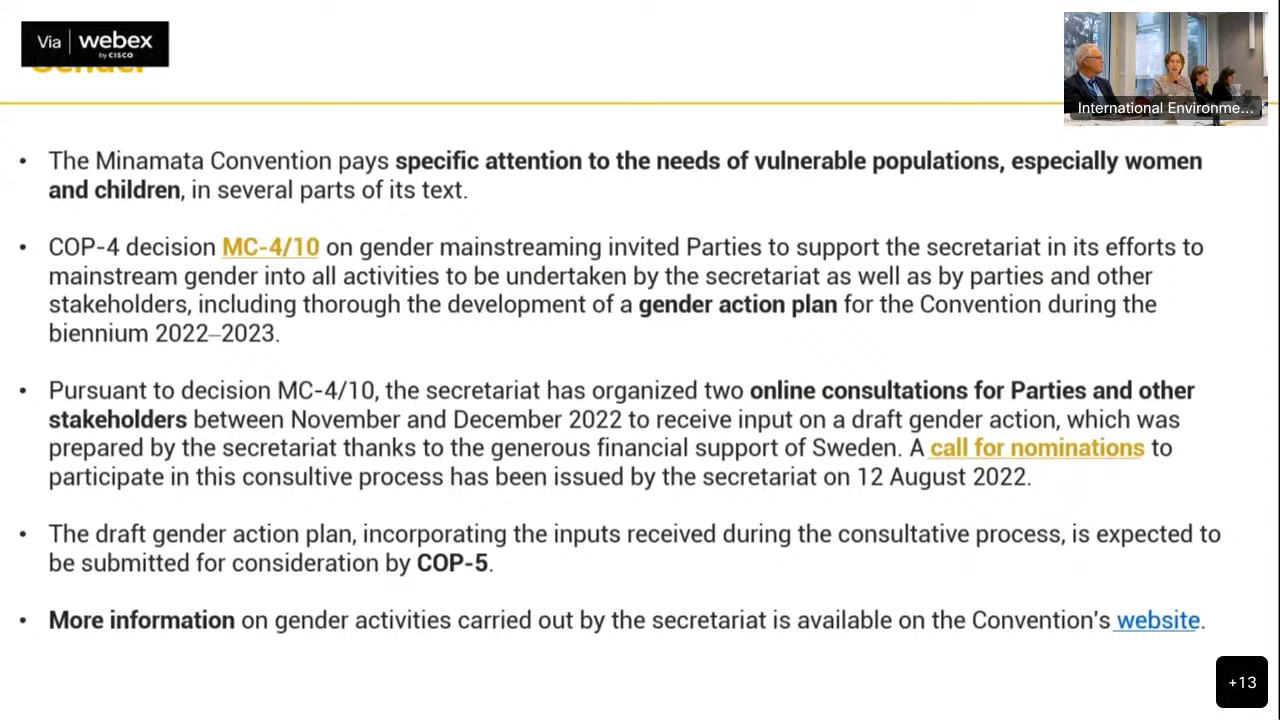 Via webex
by CISCO
Gender
International Environme...
• The Minamata Convention pays specific attention to the needs of vulnerable populations, especially women
and children, in several parts of its text.
• COP-4 decision MC-4/10 on gender mainstreaming invited Parties to support the secretariat in its efforts to
mainstream gender into all activities to be undertaken by the secretariat as well as by parties and other
stakeholders, including thorough the development of a gender action plan for the Convention during the
biennium 2022–2023.
• Pursuant to decision MC-4/10, the secretariat has organized two online consultations for Parties and other
stakeholders between November and December 2022 to receive input on a draft gender action, which was
prepared by the secretariat thanks to the generous financial support of Sweden. A call for nominations to
participate in this consultive process has been issued by the secretariat on 12 August 2022.
• The draft gender action plan, incorporating the inputs received during the consultative process, is expected to
be submitted for consideration by COP-5.
• More information on gender activities carried out by the secretariat is available on the Convention's website.
+13